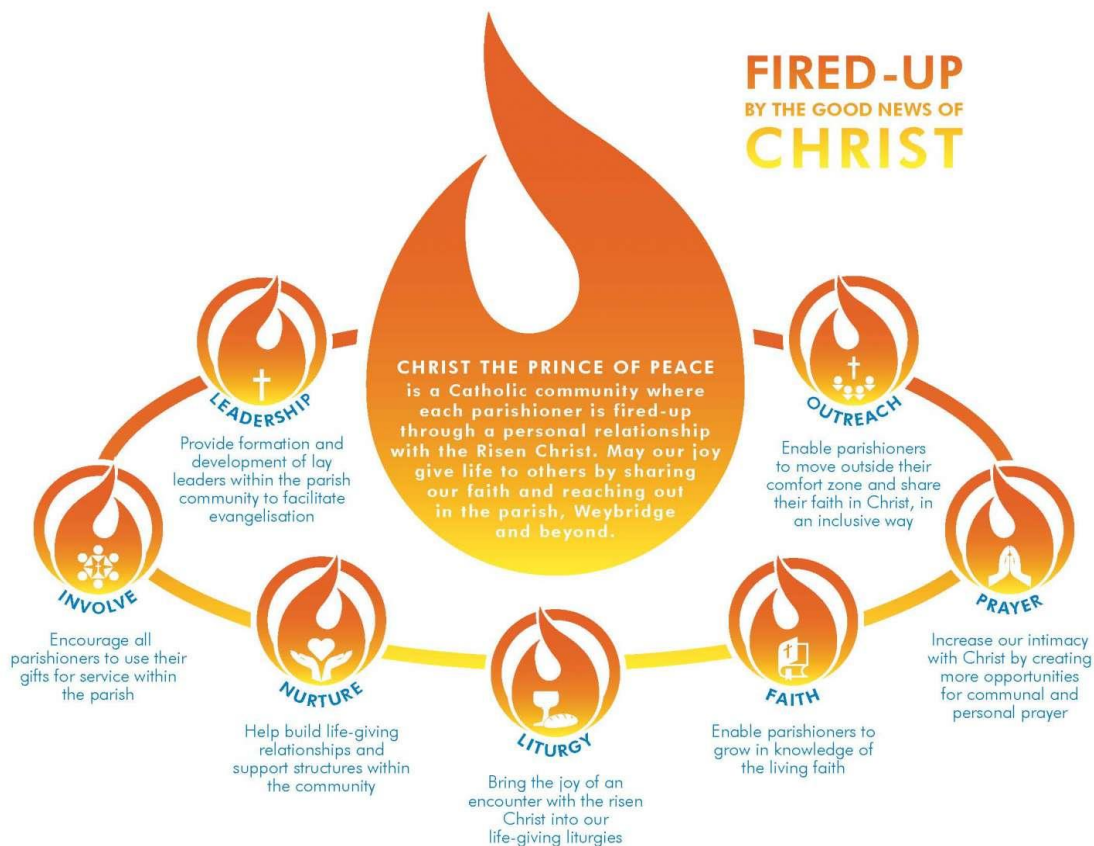 FIRED-UP
BY THE GOOD NEWS OF
CHRIST
CHRIST THE PRINCE OF PEACE
is a Catholic community where
each parishioner is fired-up
through a personal relationship
with the Risen Christ. May our joy
give life to others by sharing
our faith and reaching out
in the parish, Weybridge
and beyond.
LEADERSHIP
Provide formation and
development of lay
leaders within the parish
community to facilitate
evangelisation
INVOLVE
Encourage all
parishioners to use their
gifts for service within
the parish
NURTURE
Help build life-giving
relationships and
support structures within
the community
LITURGY
Bring the joy of an
encounter with the risen
Christ into our
life-giving liturgies
FAITH
Enable parishioners to
grow in knowledge of
the living faith
PRAYER
Increase our intimacy
with Christ by creating
more opportunities
for communal and
personal prayer
OUTREACH
Enable parishioners
to move outside their
comfort zone and share
their faith in Christ, in
an inclusive way